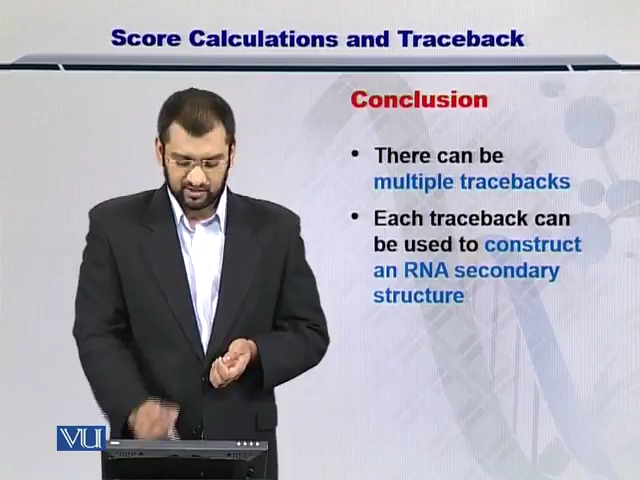 Score Calculations and Traceback
Conclusion
• There can be
multiple tracebacks
• Each traceback can
be used to construct
an RNA secondary
structure
VU